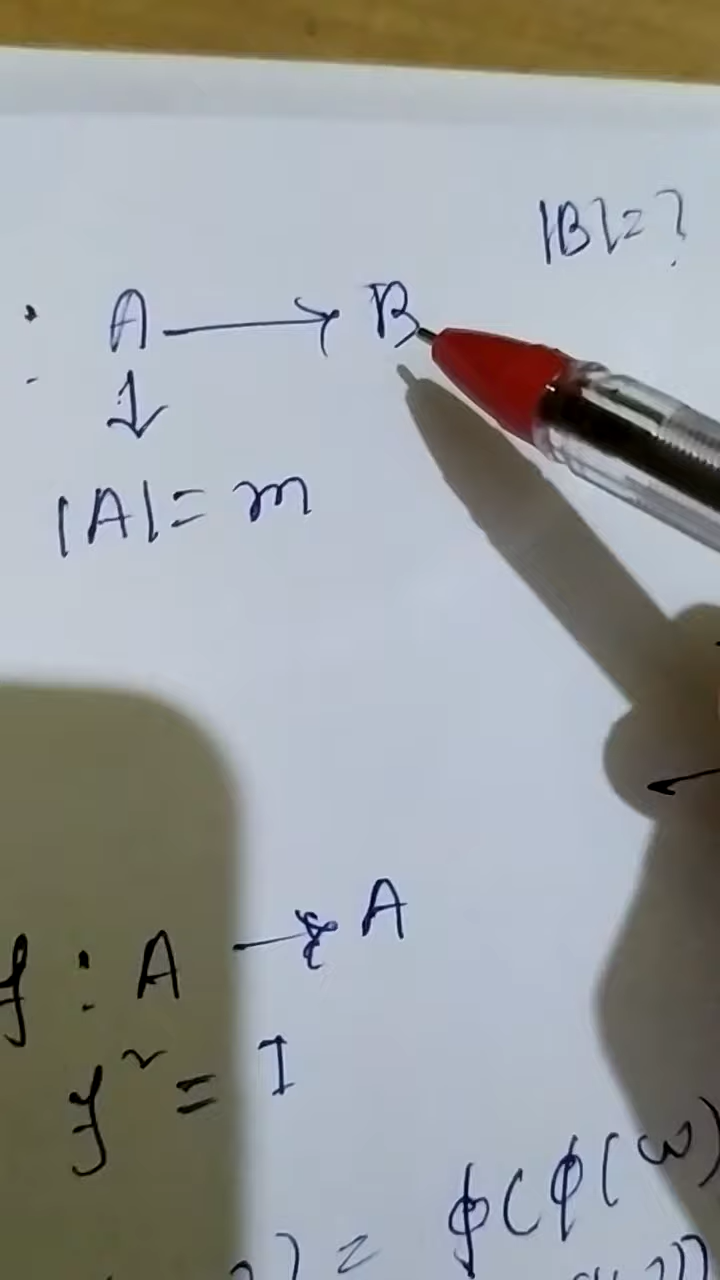 |B|=?
: A → B
↓
|A|= m
f : A → A
f² = I
) = φ(φ(ω)
))